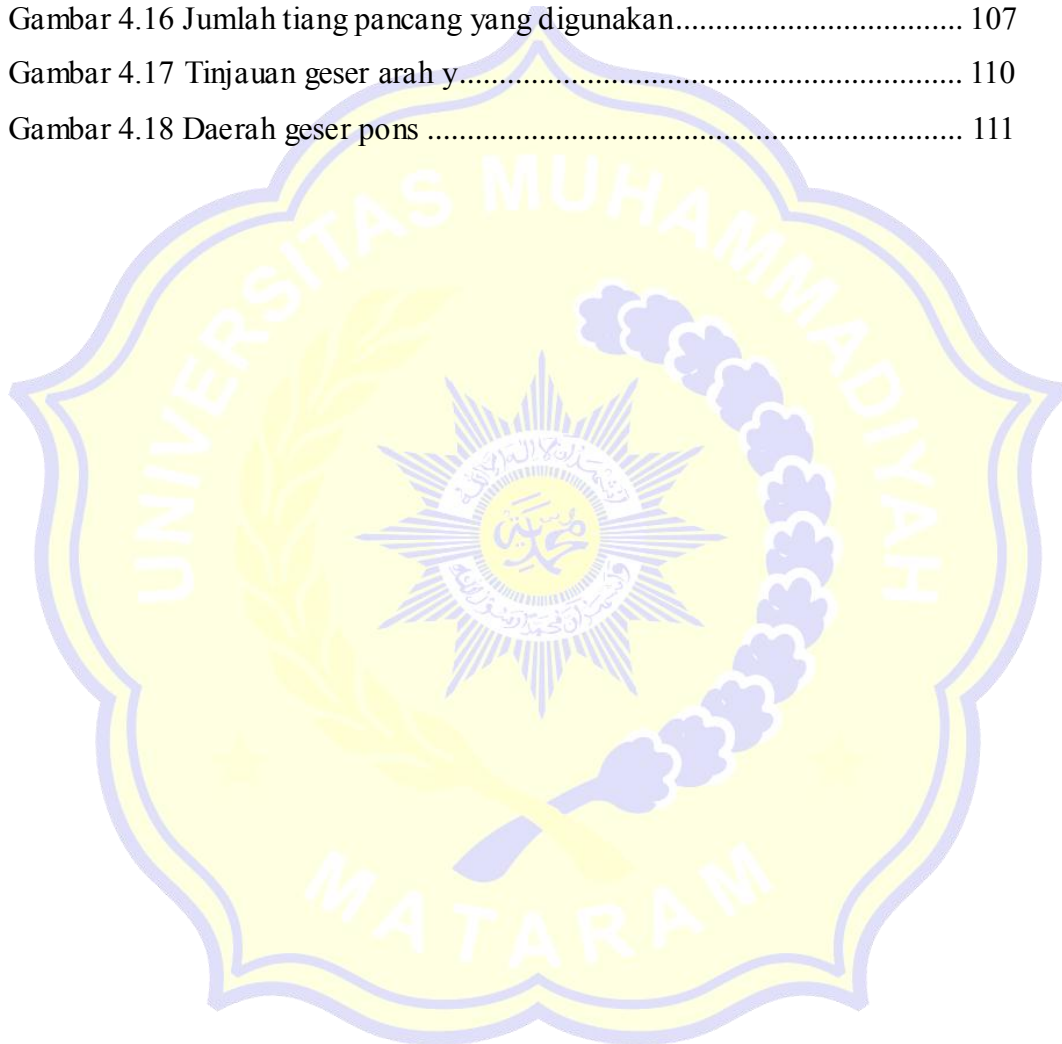 Gambar 4.16 Jumlah tiang pancang yang digunakan.................................. 107
Gambar 4.17 Tinjauan geser arah y............................................................. 110
Gambar 4.18 Daerah geser pons ................................................................. 111
UNIVERSITAS MUHAMMADIYAH
MATARAM